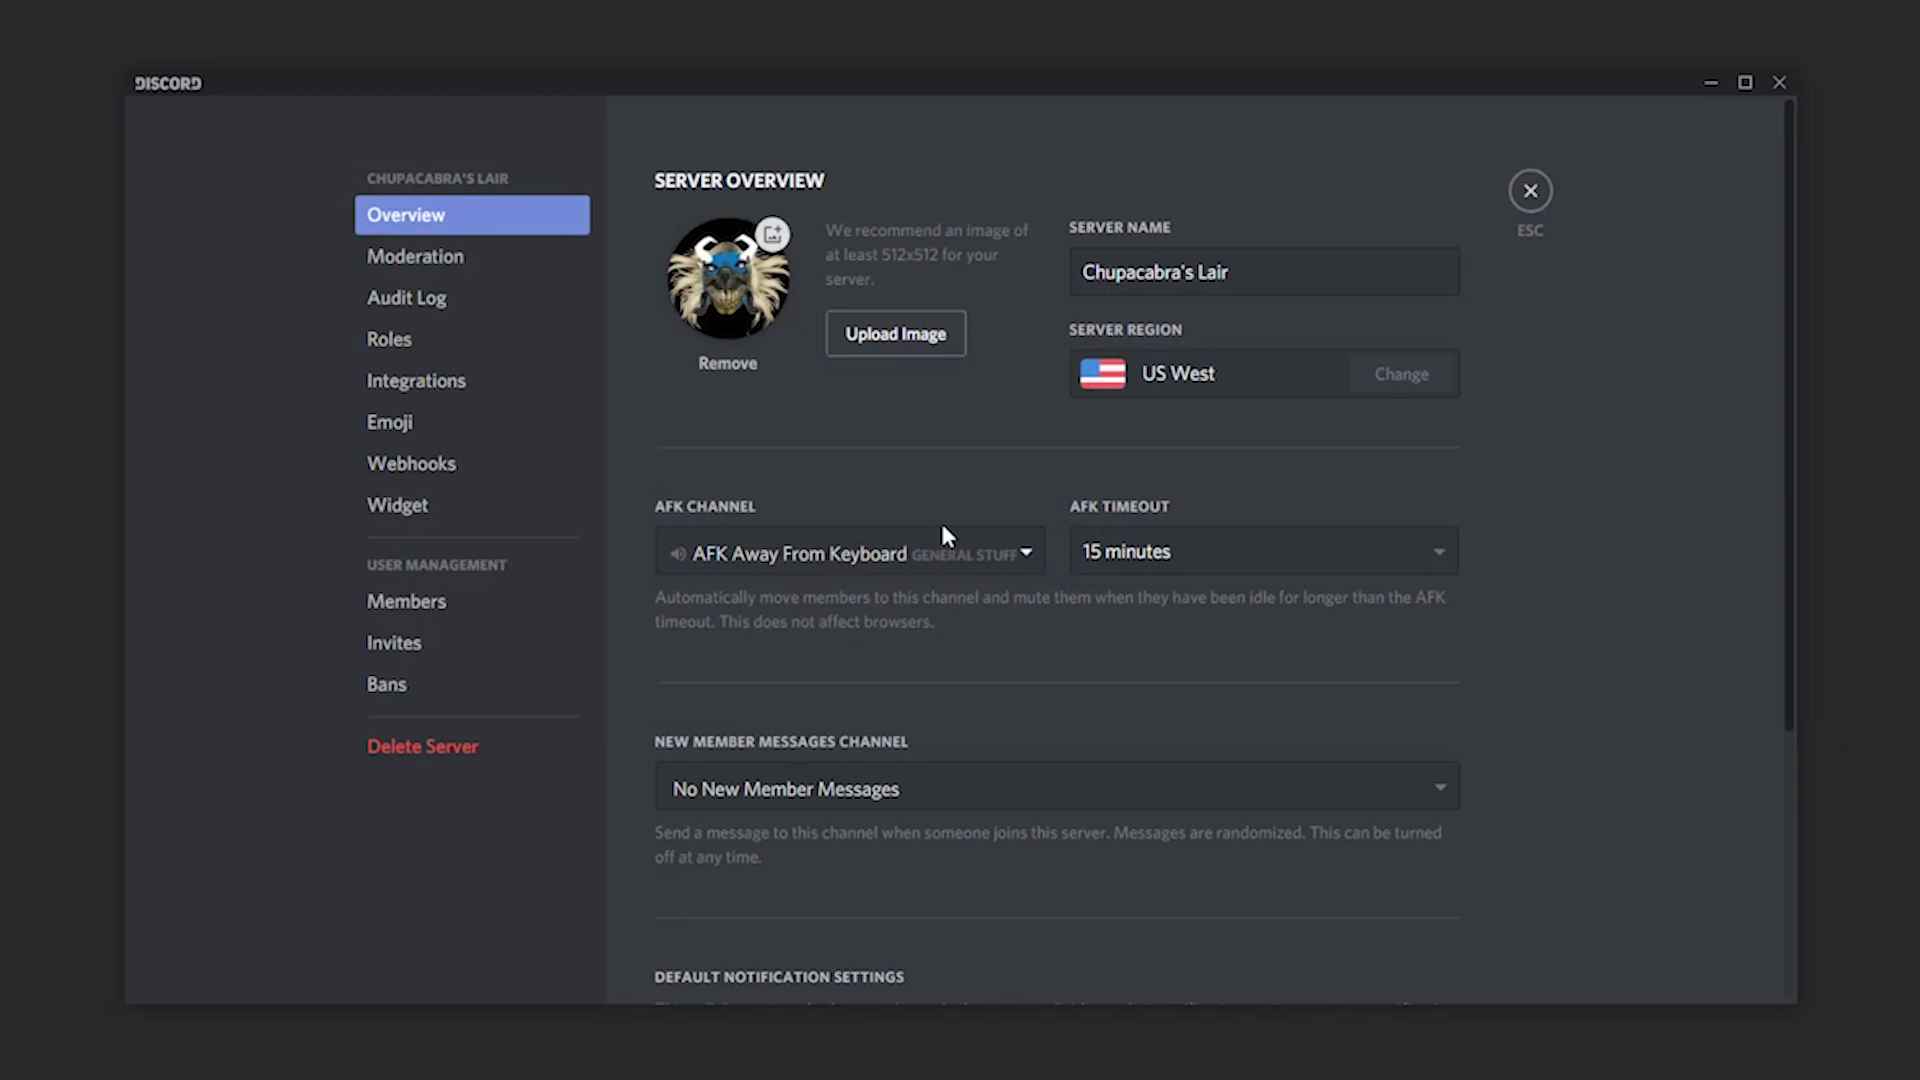 DISCORD
CHUPACABRA'S LAIR
Overview
Moderation
Audit Log
Roles
Integrations
Emoji
Webhooks
Widget
USER MANAGEMENT
Members
Invites
Bans
Delete Server
SERVER OVERVIEW
We recommend an image of
at least 512x512 for your
server.
Upload Image
Remove
SERVER NAME
Chupacabra's Lair
SERVER REGION
US West
Change
ESC
AFK CHANNEL
AFK Away From Keyboard GENERAL STUFF
AFK TIMEOUT
15 minutes
Automatically move members to this channel and mute them when they have been idle for longer than the AFK
timeout. This does not affect browsers.
NEW MEMBER MESSAGES CHANNEL
No New Member Messages
Send a message to this channel when someone joins this server. Messages are randomized. This can be turned
off at any time.
DEFAULT NOTIFICATION SETTINGS